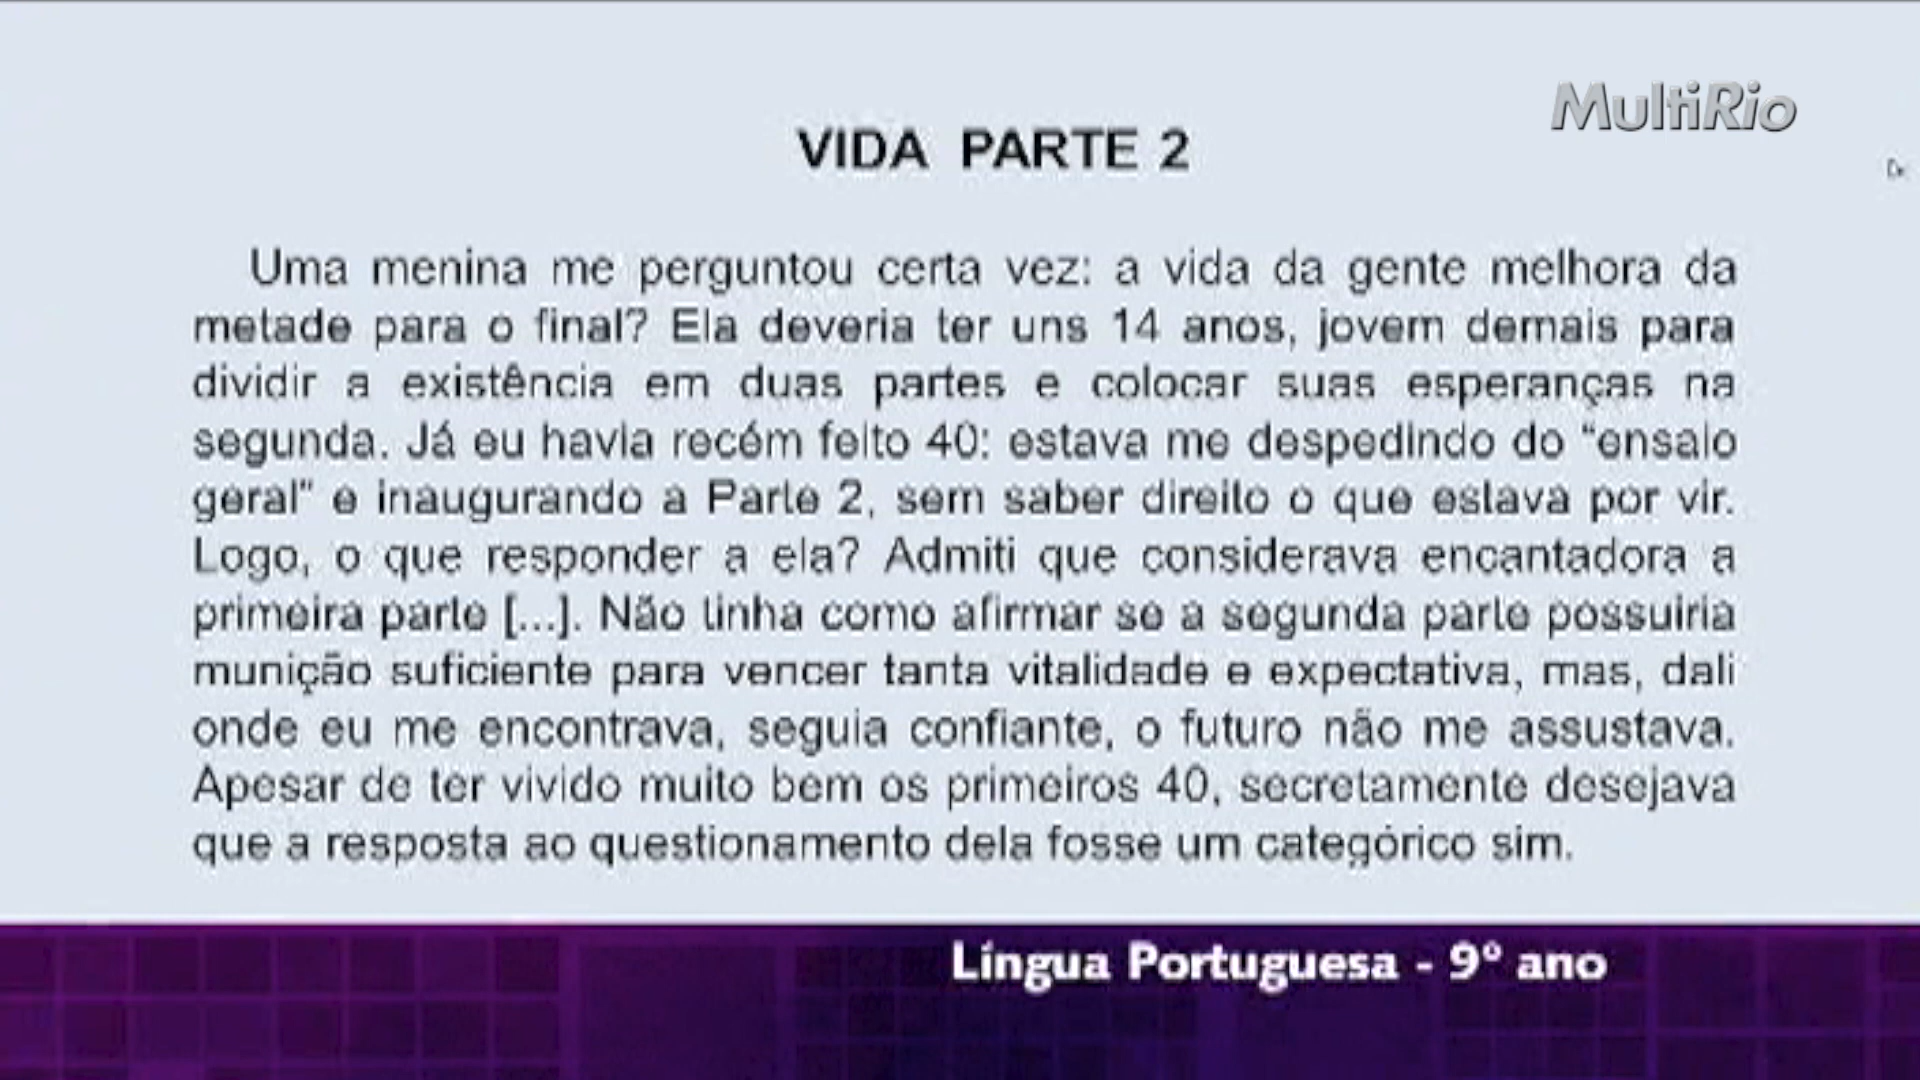 MultiRio
VIDA PARTE 2
Uma menina me perguntou certa vez: a vida da gente melhora da
metade para o final? Ela deveria ter uns 14 anos, jovem demais para
dividir a existência em duas partes e colocar suas esperanças na
segunda. Já eu havia recém feito 40: estava me despedindo do “ensaio
geral” e inaugurando a Parte 2, sem saber direito o que estava por vir.
Logo, o que responder a ela? Admiti que considerava encantadora a
primeira parte [...]. Não tinha como afirmar se a segunda parte possuiria
munição suficiente para vencer tanta vitalidade e expectativa, mas, dali
onde eu me encontrava, seguia confiante, o futuro não me assustava.
Apesar de ter vivido muito bem os primeiros 40, secretamente desejava
que a resposta ao questionamento dela fosse um categórico sim.
Língua Portuguesa - 9º ano